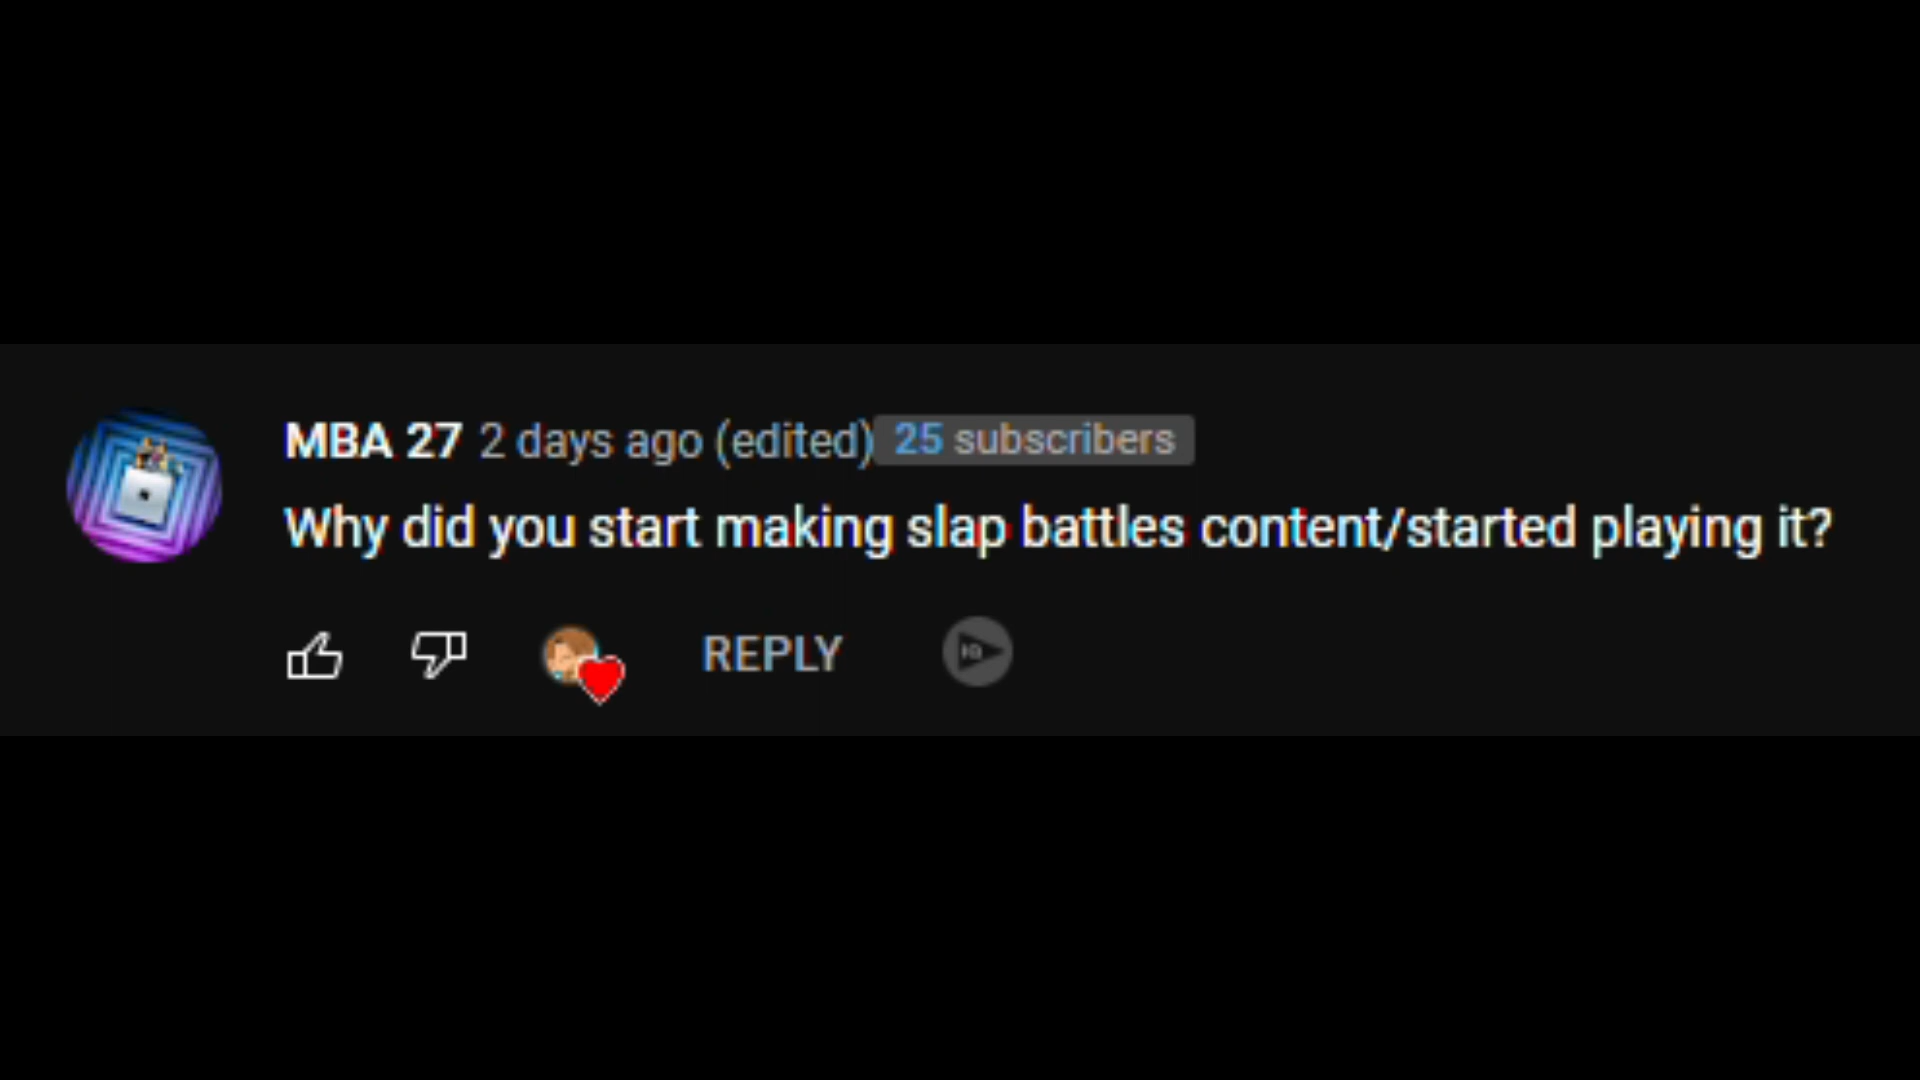 MBA 27 2 days ago (edited) 25 subscribers
Why did you start making slap battles content/started playing it?
REPLY